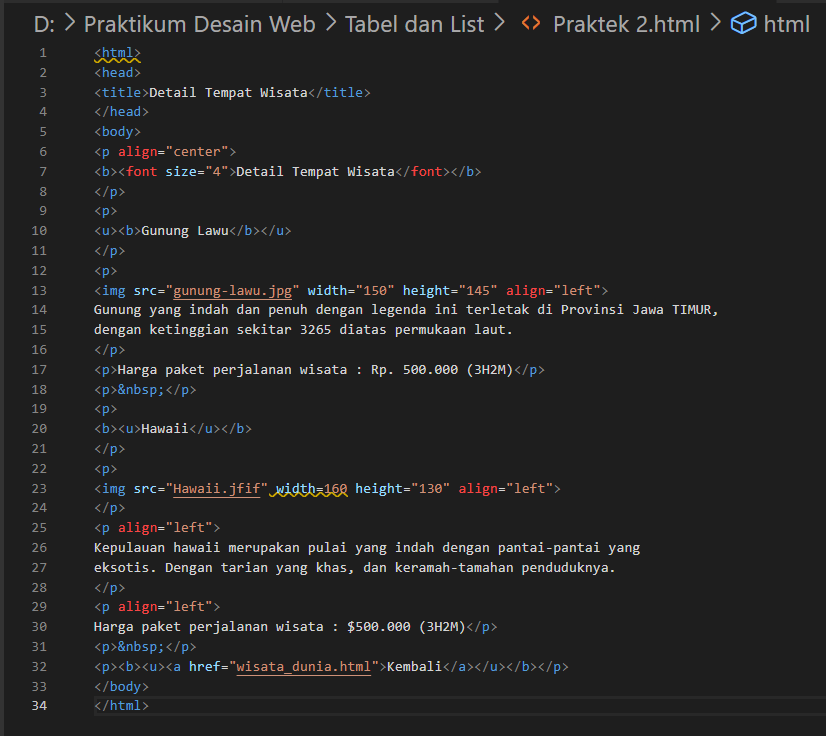 D: > Praktikum Desain Web > Tabel dan List > <> Praktek 2.html > html
1 <html>
2 <head>
3 <title>Detail Tempat Wisata</title>
4 </head>
5 <body>
6 <p align="center">
7 <b><font size="4">Detail Tempat Wisata</font></b>
8 </p>
9 <p>
10 <u><b>Gunung Lawu</b></u>
11 </p>
12 <p>
13 <img src="gunung-lawu.jpg" width="150" height="145" align="left">
14 Gunung yang indah dan penuh dengan legenda ini terletak di Provinsi Jawa TIMUR,
15 dengan ketinggian sekitar 3265 diatas permukaan laut.
16 </p>
17 <p>Harga paket perjalanan wisata : Rp. 500.000 (3H2M)</p>
18 <p>&nbsp;</p>
19 <p>
20 <b><u>Hawaii</u></b>
21 </p>
22 <p>
23 <img src="Hawaii.jfif" width=160 height="130" align="left">
24 </p>
25 <p align="left">
26 Kepulauan hawaii merupakan pulai yang indah dengan pantai-pantai yang
27 eksotis. Dengan tarian yang khas, dan keramah-tamahan penduduknya.
28 </p>
29 <p align="left">
30 Harga paket perjalanan wisata : $500.000 (3H2M)</p>
31 <p>&nbsp;</p>
32 <p><b><u><a href="wisata_dunia.html">Kembali</a></u></b></p>
33 </body>
34 </html>